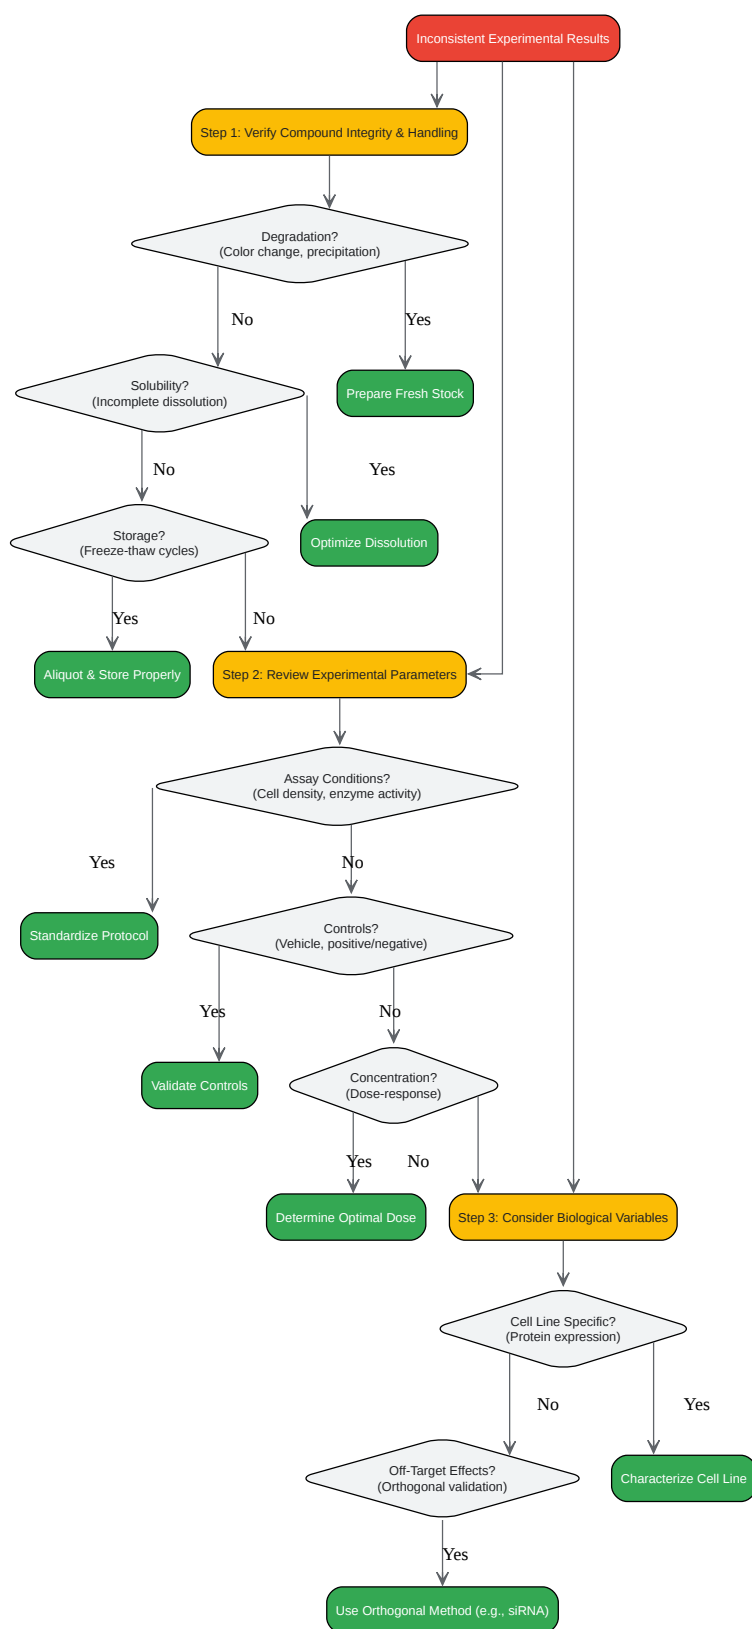 Inconsistent Experimental Results
Step 1: Verify Compound Integrity & Handling
Degradation?
(Color change, precipitation)
No
Yes
Solubility?
(Incomplete dissolution)
Prepare Fresh Stock
No
Yes
Storage?
(Freeze-thaw cycles)
Optimize Dissolution
Yes
No
Aliquot & Store Properly
Step 2: Review Experimental Parameters
Assay Conditions?
(Cell density, enzyme activity)
Yes
No
Standardize Protocol
Controls?
(Vehicle, positive/negative)
Yes
No
Validate Controls
Concentration?
(Dose-response)
Yes
No
Determine Optimal Dose
Step 3: Consider Biological Variables
Cell Line Specific?
(Protein expression)
No
Yes
Off-Target Effects?
(Orthogonal validation)
Characterize Cell Line
Yes
Use Orthogonal Method (e.g., siRNA)